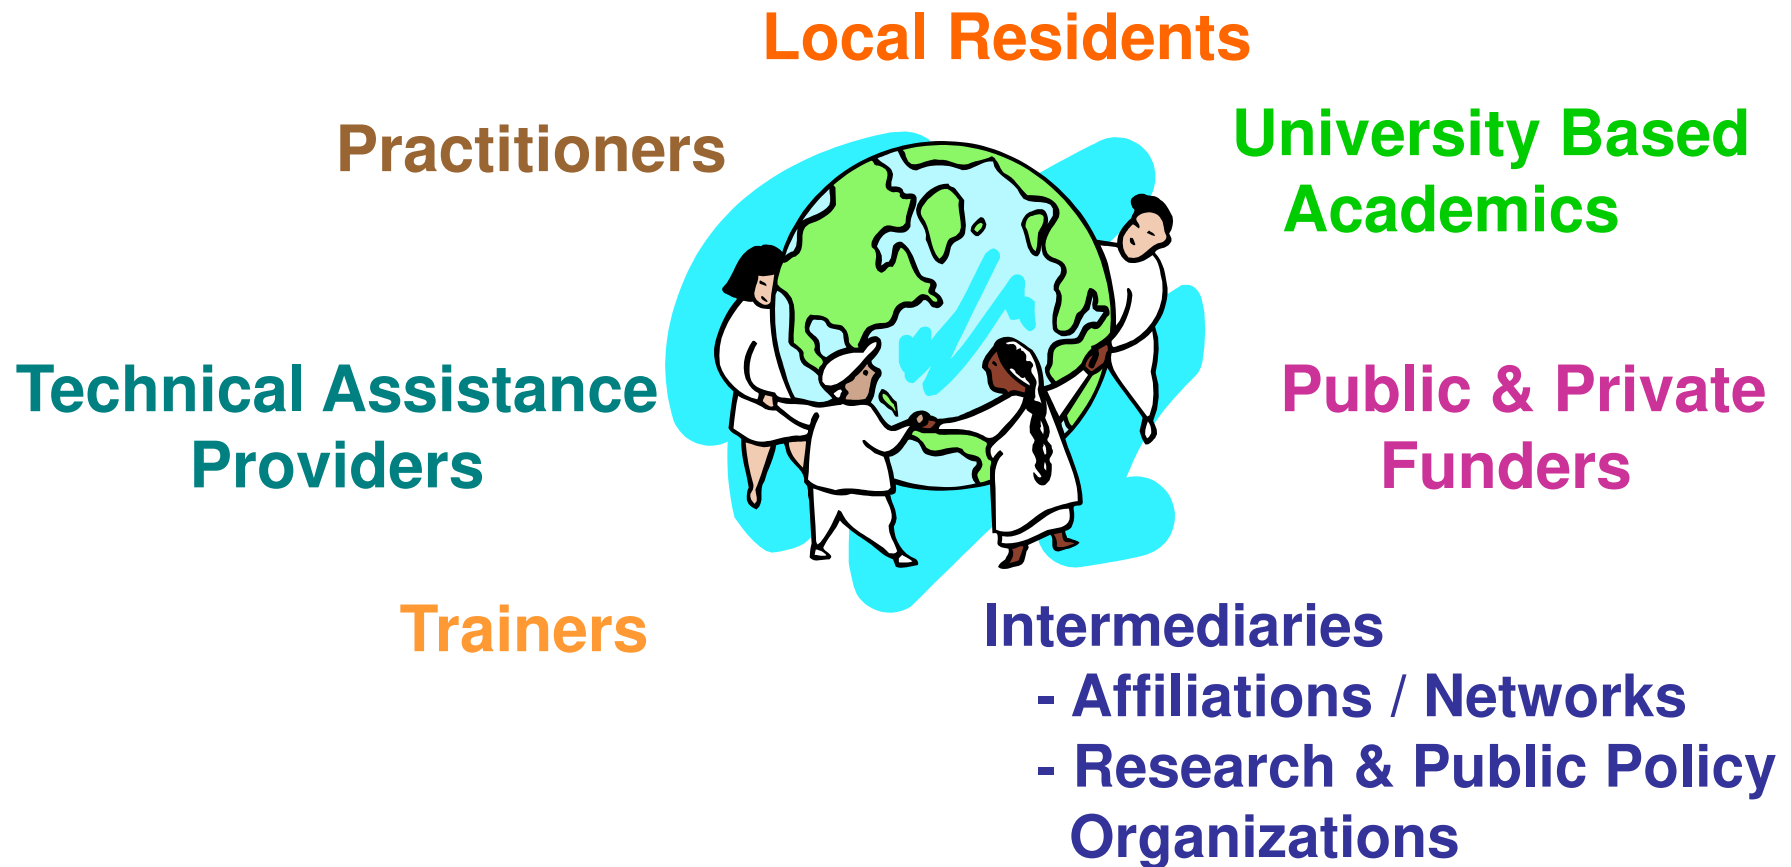 Local Residents
Practitioners
University Based
Academics
Technical Assistance
Providers
Public & Private
Funders
Trainers
Intermediaries
- Affiliations / Networks
- Research & Public Policy
Organizations